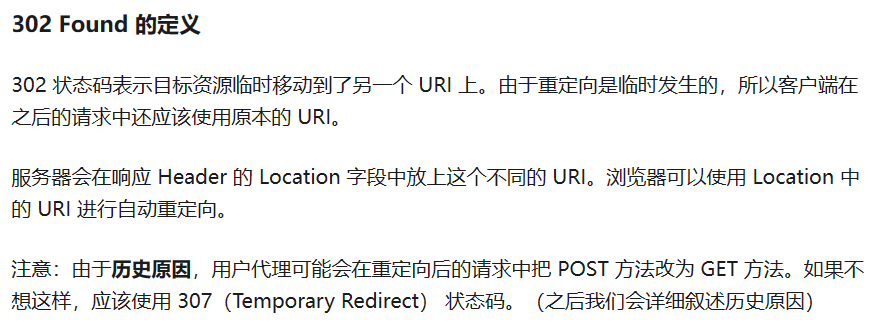 302 Found 的定义
302 状态码表示目标资源临时移动到了另一个 URI 上。由于重定向是临时发生的，所以客户端在
之后的请求中还应该使用原本的 URI。
服务器会在响应 Header 的 Location 字段中放上这个不同的 URI。浏览器可以使用 Location 中
的 URI 进行自动重定向。
注意：由于历史原因，用户代理可能会在重定向后的请求中把 POST 方法改为 GET 方法。如果不
想这样，应该使用 307（Temporary Redirect） 状态码。（之后我们会详细叙述历史原因）